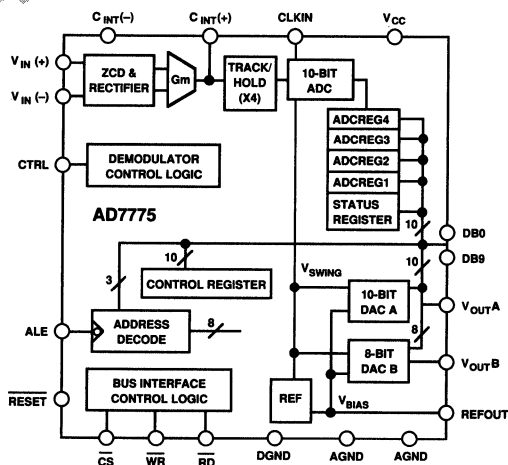 C INT(–) C INT(+) CLKIN VCC
VIN (+)
VIN (–)
ZCD &
RECTIFIER
Gm
TRACK/
HOLD
(X4)
10-BIT
ADC
ADCREG4
ADCREG3
ADCREG2
ADCREG1
STATUS
REGISTER
CTRL
DEMODULATOR
CONTROL LOGIC
AD7775
10
DB0
10
DB9
3
10
CONTROL REGISTER
VSWING
10-BIT
DAC A
VOUTA
ALE
ADDRESS
DECODE
8
8
8-BIT
DAC B
VOUTB
RESET
BUS INTERFACE
CONTROL LOGIC
REF
VBIAS
REFOUT
CS WR RD DGND AGND AGND